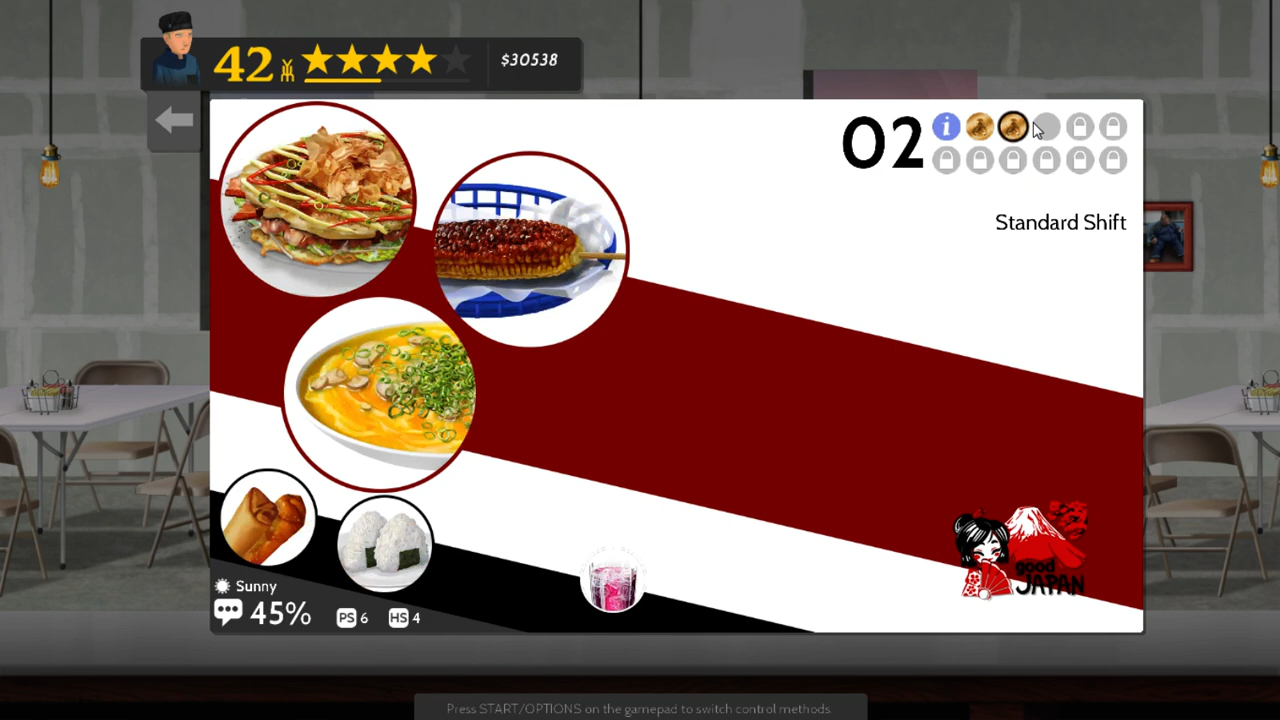 42 $30538
02
i
Standard Shift
good
JAPAN
Sunny
45% PS 6 HS 4
Press START/OPTIONS on the gamepad to switch control methods.